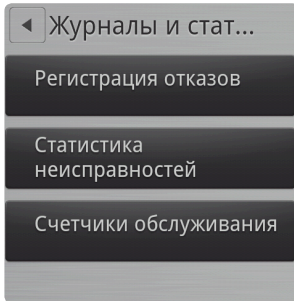 Журналы и стат...
Регистрация отказов
Статистика
неисправностей
Счетчики обслуживания